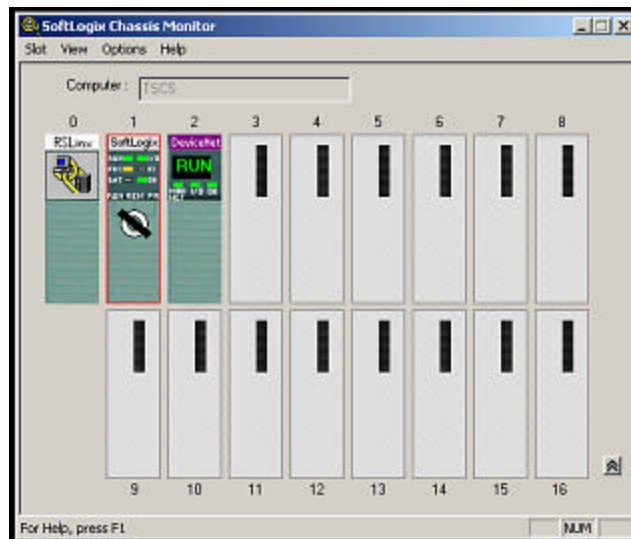 SoftLogix Chassis Monitor
Slot View Options Help
Computer: TSCS
0 1 2 3 4 5 6 7 8
RSLinx SoftLogix DeviceNet
RUN
9 10 11 12 13 14 15 16
For Help, press F1
NUM